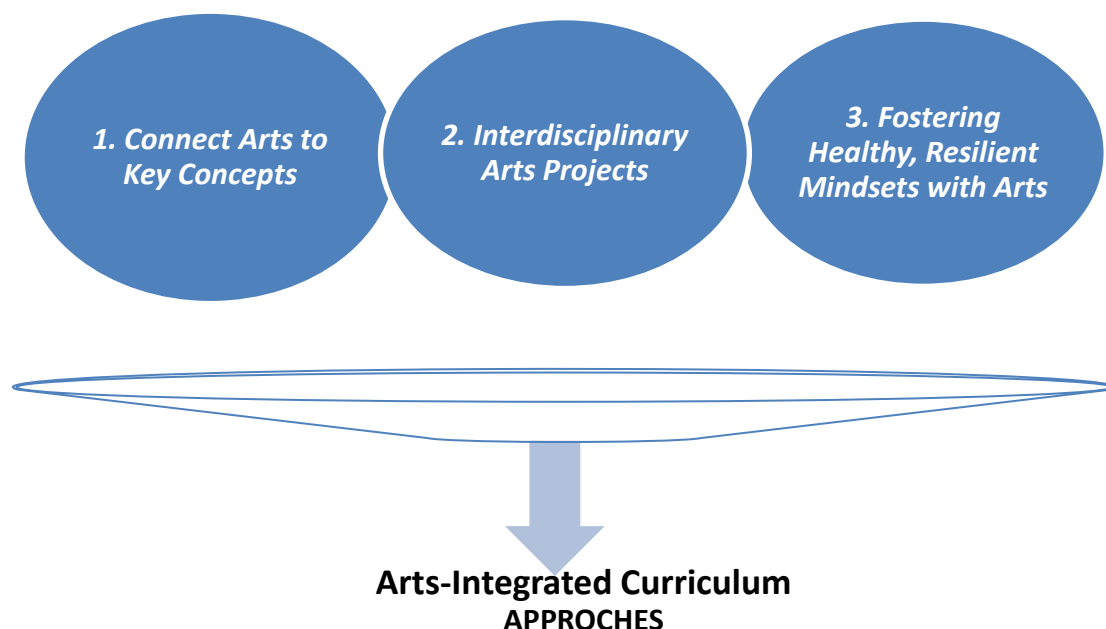 1. Connect Arts to
Key Concepts
2. Interdisciplinary
Arts Projects
3. Fostering
Healthy, Resilient
Mindsets with Arts
Arts-Integrated Curriculum
APPROCHES